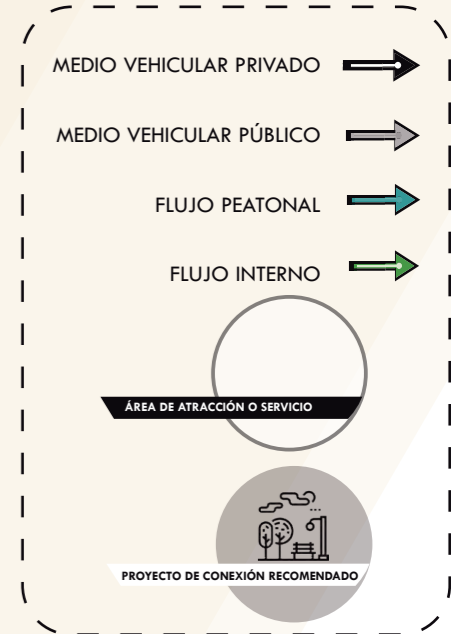 MEDIO VEHICULAR PRIVADO
MEDIO VEHICULAR PÚBLICO
FLUJO PEATONAL
FLUJO INTERNO
ÁREA DE ATRACCIÓN O SERVICIO
PROYECTO DE CONEXIÓN RECOMENDADO